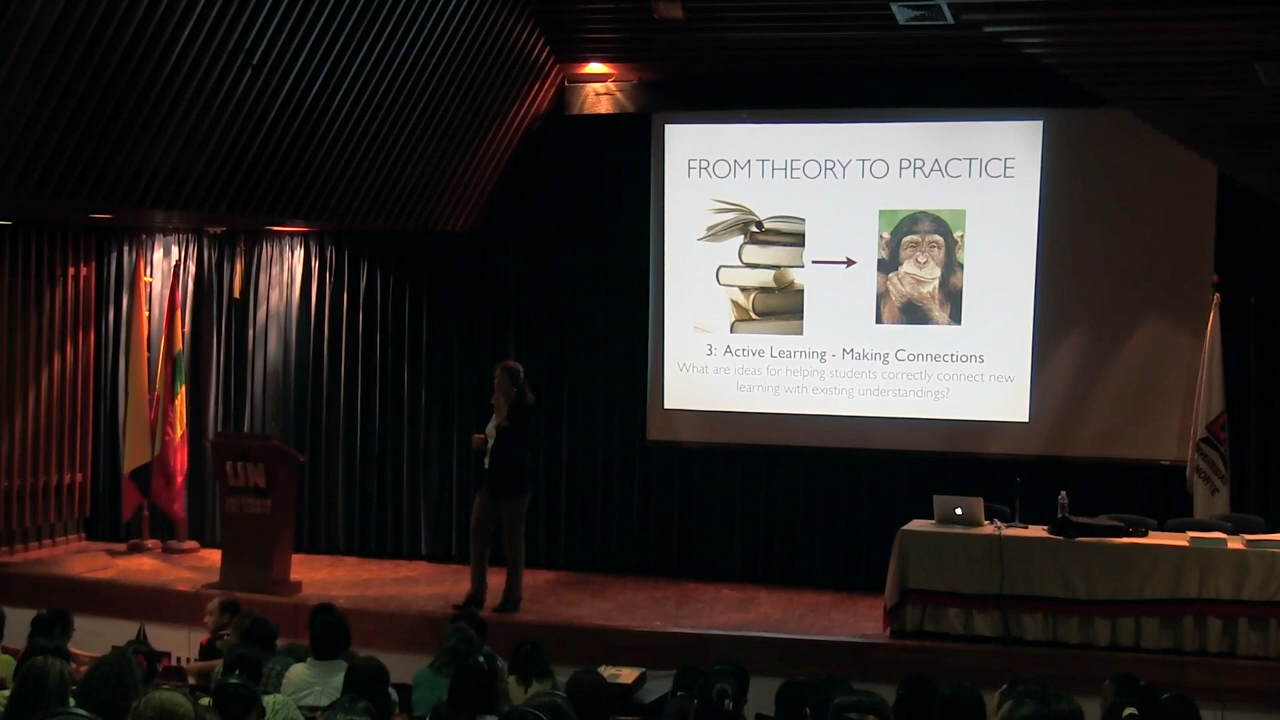 FROM THEORY TO PRACTICE
3: Active Learning - Making Connections
What are ideas for helping students correctly connect new
learning with existing understandings?
UN
NORTE